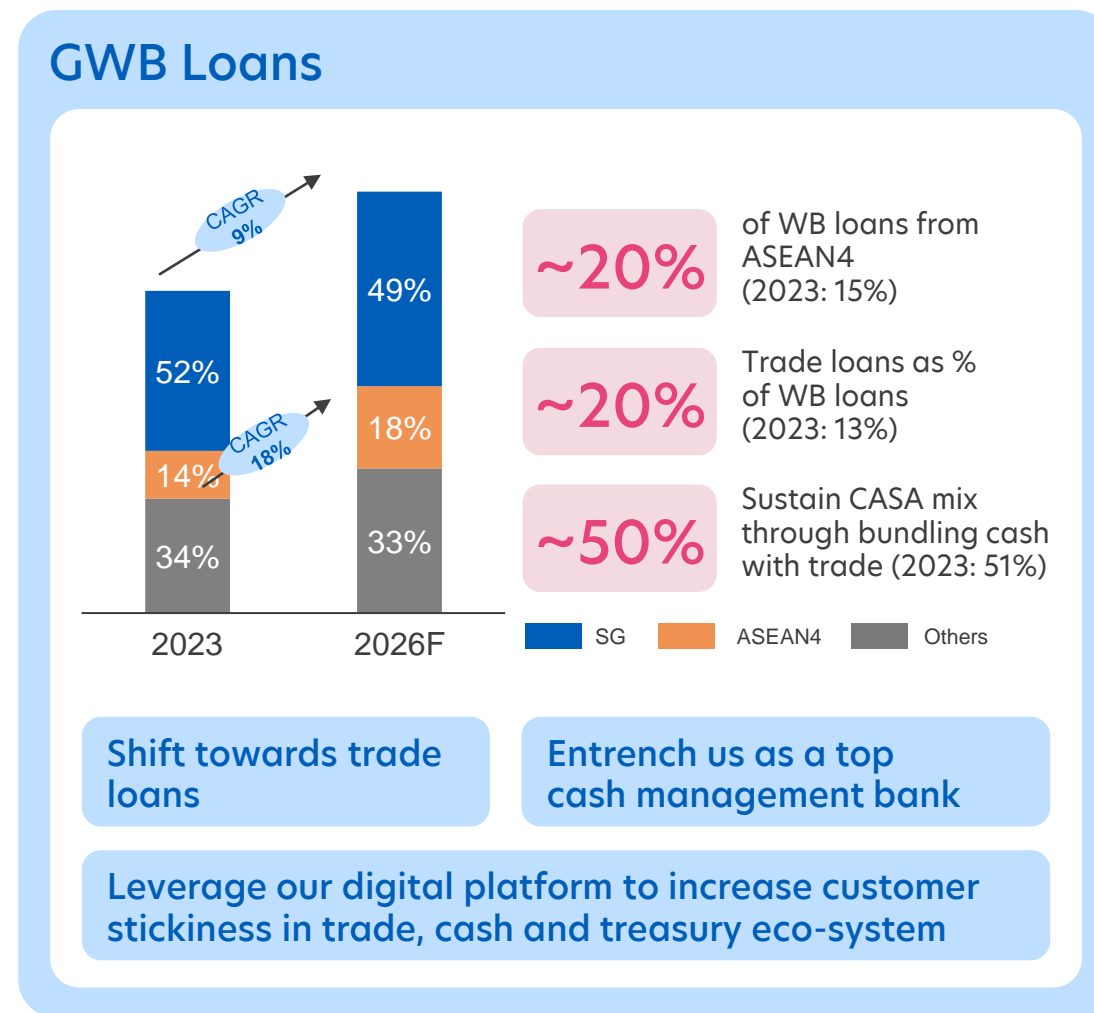 GWB Loans
CAGR
9%
52%
14%
34%
CAGR
18%
49%
18%
33%
2023
2026F
~20%
of WB loans from
ASEAN4
(2023: 15%)
~20%
Trade loans as %
of WB loans
(2023: 13%)
~50%
Sustain CASA mix
through bundling cash
with trade (2023: 51%)
SG
ASEAN4
Others
Shift towards trade
loans
Entrench us as a top
cash management bank
Leverage our digital platform to increase customer
stickiness in trade, cash and treasury eco-system